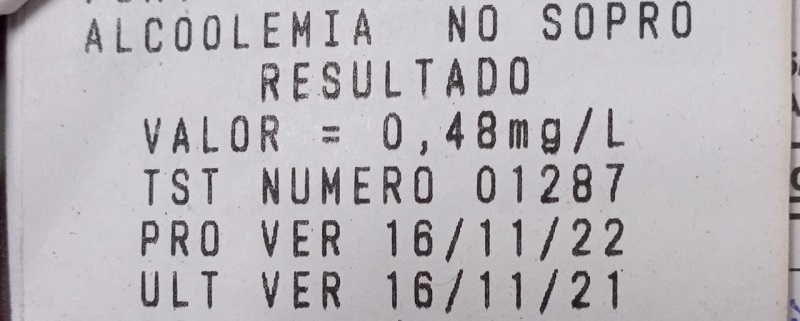 ALCOOLEMIA NO SOPRO
RESULTADO
VALOR = 0,48mg/L
TST NUMERO 01287
PRO VER 16/11/22
ULT VER 16/11/21